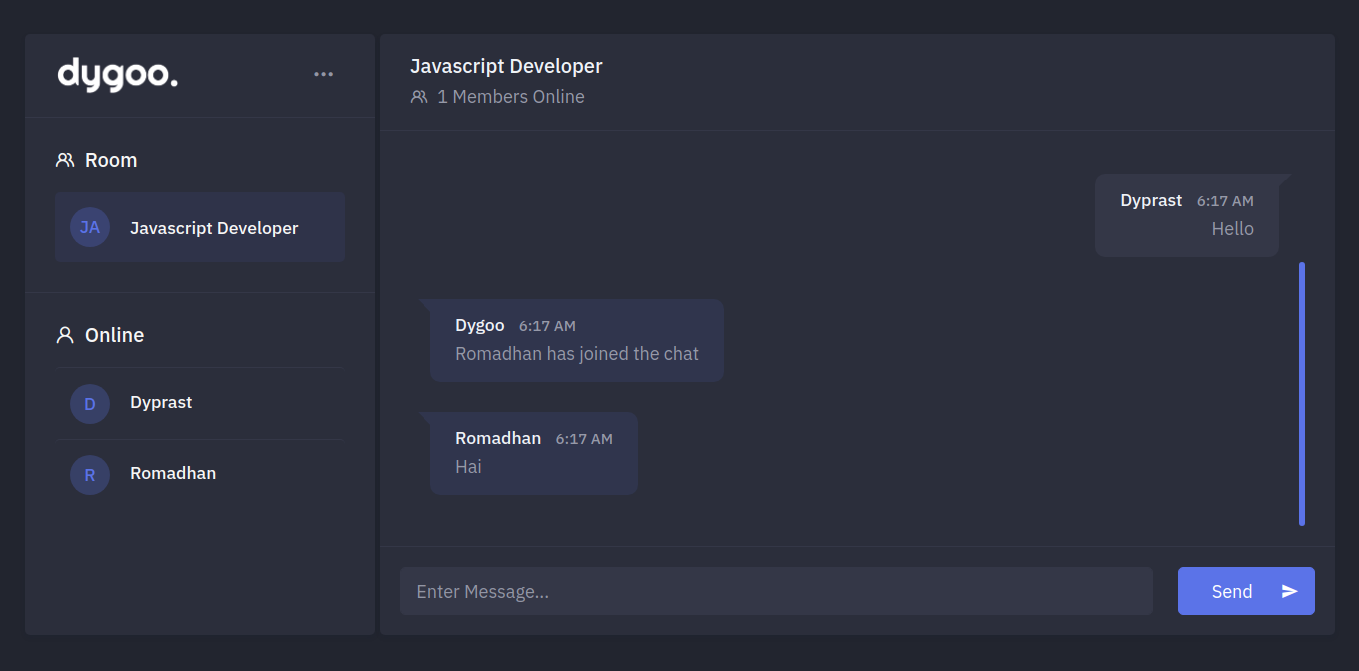 dygoo.
Room
JA Javascript Developer
Online
D Dyprast
R Romadhan
Javascript Developer
1 Members Online
Dyprast 6:17 AM
Hello
Dygoo 6:17 AM
Romadhan has joined the chat
Romadhan 6:17 AM
Hai
Enter Message...
Send